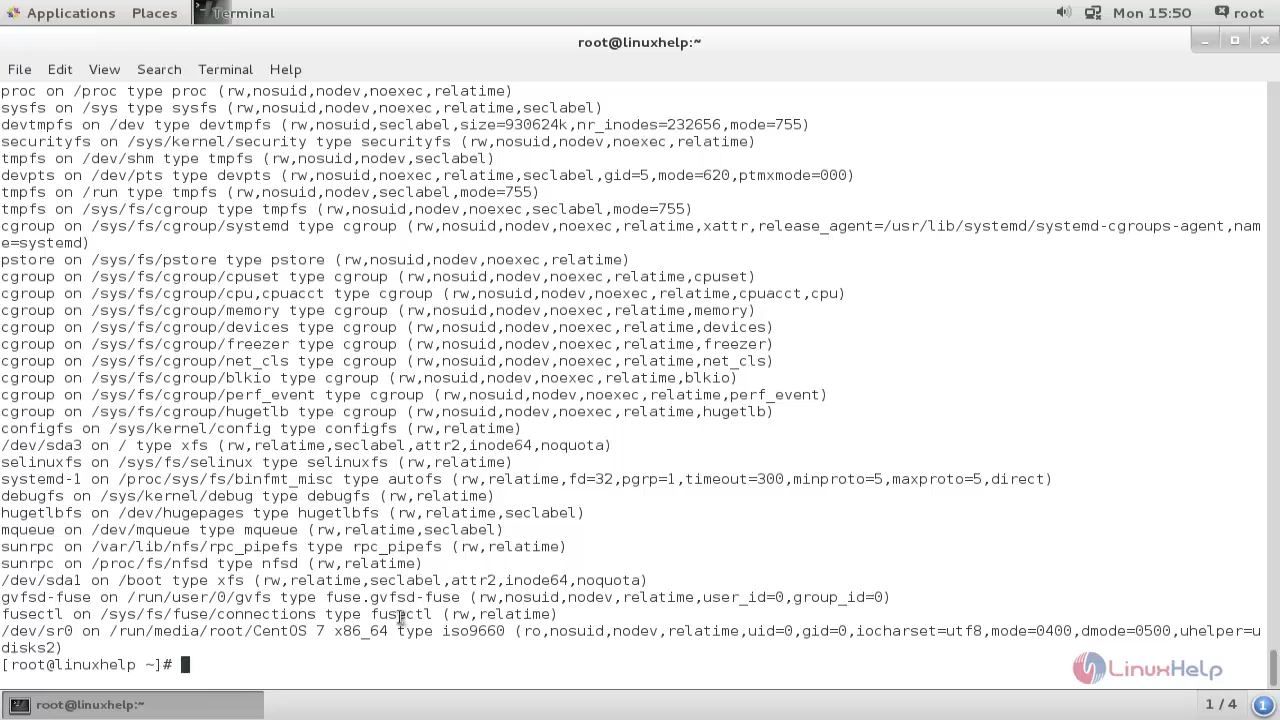 Applications Places Terminal Mon 15:50 root
root@linuxhelp:~
File Edit View Search Terminal Help
proc on /proc type proc (rw,nosuid,nodev,noexec,relatime)
sysfs on /sys type sysfs (rw,nosuid,nodev,noexec,relatime,seclabel)
devtmpfs on /dev type devtmpfs (rw,nosuid,seclabel,size=930624k,nr_inodes=232656,mode=755)
securityfs on /sys/kernel/security type securityfs (rw,nosuid,nodev,noexec,relatime)
tmpfs on /dev/shm type tmpfs (rw,nosuid,nodev,seclabel)
devpts on /dev/pts type devpts (rw,nosuid,noexec,relatime,seclabel,gid=5,mode=620,ptmxmode=000)
tmpfs on /run type tmpfs (rw,nosuid,nodev,seclabel,mode=755)
tmpfs on /sys/fs/cgroup type tmpfs (rw,nosuid,nodev,noexec,seclabel,mode=755)
cgroup on /sys/fs/cgroup/systemd type cgroup (rw,nosuid,nodev,noexec,relatime,xattr,release_agent=/usr/lib/systemd/systemd-cgroups-agent,nam
e=systemd)
pstore on /sys/fs/pstore type pstore (rw,nosuid,nodev,noexec,relatime)
cgroup on /sys/fs/cgroup/cpuset type cgroup (rw,nosuid,nodev,noexec,relatime,cpuset)
cgroup on /sys/fs/cgroup/cpu,cpuacct type cgroup (rw,nosuid,nodev,noexec,relatime,cpuacct,cpu)
cgroup on /sys/fs/cgroup/memory type cgroup (rw,nosuid,nodev,noexec,relatime,memory)
cgroup on /sys/fs/cgroup/devices type cgroup (rw,nosuid,nodev,noexec,relatime,devices)
cgroup on /sys/fs/cgroup/freezer type cgroup (rw,nosuid,nodev,noexec,relatime,freezer)
cgroup on /sys/fs/cgroup/net_cls type cgroup (rw,nosuid,nodev,noexec,relatime,net_cls)
cgroup on /sys/fs/cgroup/blkio type cgroup (rw,nosuid,nodev,noexec,relatime,blkio)
cgroup on /sys/fs/cgroup/perf_event type cgroup (rw,nosuid,nodev,noexec,relatime,perf_event)
cgroup on /sys/fs/cgroup/hugetlb type cgroup (rw,nosuid,nodev,noexec,relatime,hugetlb)
configfs on /sys/kernel/config type configfs (rw,relatime)
/dev/sda3 on / type xfs (rw,relatime,seclabel,attr2,inode64,noquota)
selinuxfs on /sys/fs/selinux type selinuxfs (rw,relatime)
systemd-1 on /proc/sys/fs/binfmt_misc type autofs (rw,relatime,fd=32,pgrp=1,timeout=300,minproto=5,maxproto=5,direct)
debugfs on /sys/kernel/debug type debugfs (rw,relatime)
hugetlbfs on /dev/hugepages type hugetlbfs (rw,relatime,seclabel)
mqueue on /dev/mqueue type mqueue (rw,relatime,seclabel)
sunrpc on /var/lib/nfs/rpc_pipefs type rpc_pipefs (rw,relatime)
sunrpc on /proc/fs/nfsd type nfsd (rw,relatime)
/dev/sda1 on /boot type xfs (rw,relatime,seclabel,attr2,inode64,noquota)
gvfsd-fuse on /run/user/0/gvfs type fuse.gvfsd-fuse (rw,nosuid,nodev,relatime,user_id=0,group_id=0)
fusectl on /sys/fs/fuse/connections type fusectl (rw,relatime)
/dev/sr0 on /run/media/root/CentOS 7 x86_64 type iso9660 (ro,nosuid,nodev,relatime,uid=0,gid=0,iocharset=utf8,mode=0400,dmode=0500,uhelper=u
disks2)
[root@linuxhelp ~]#
LinuxHelp
root@linuxhelp:~ 1 / 4 1